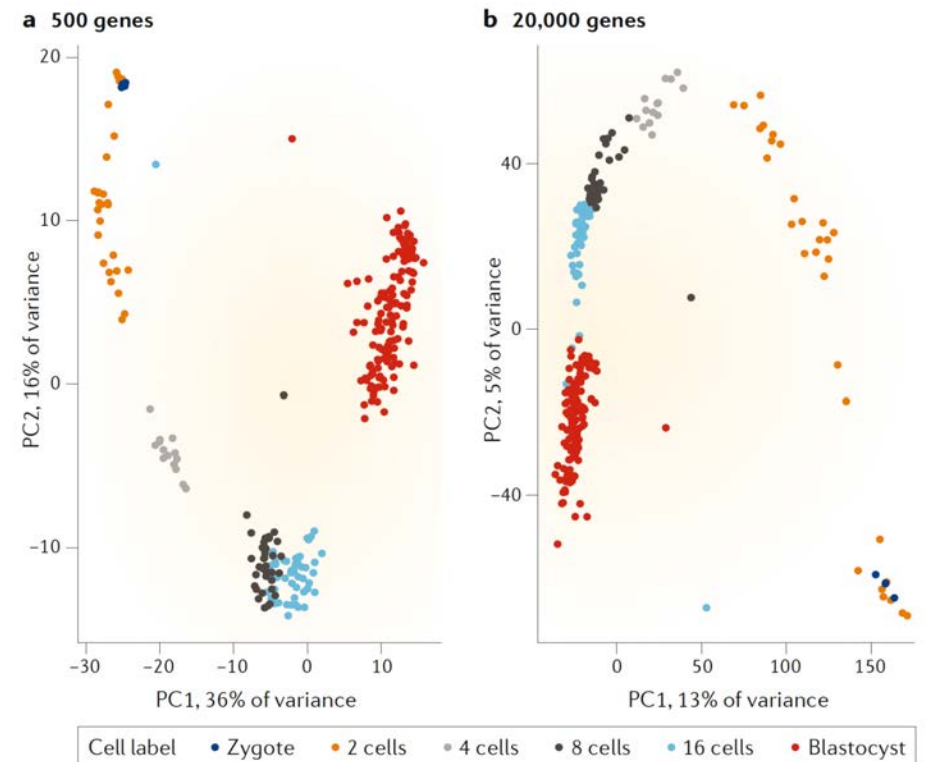 a 500 genes
PC2, 16% of variance
20
10
0
−10
−30 −20 −10 0 10
PC1, 36% of variance
b 20,000 genes
PC2, 5% of variance
40
0
−40
0 50 100 150
PC1, 13% of variance
Cell label Zygote 2 cells 4 cells 8 cells 16 cells Blastocyst